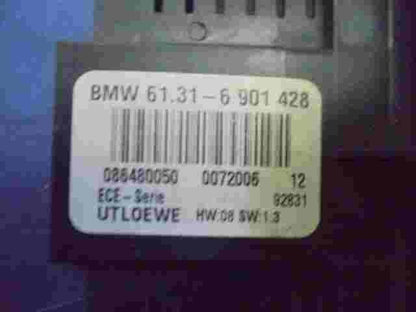 BMW 61.31-6 901 428
086480050 0072006 12
ECE-Serie 92831
UTLOEWE HW:08 SW:1.3